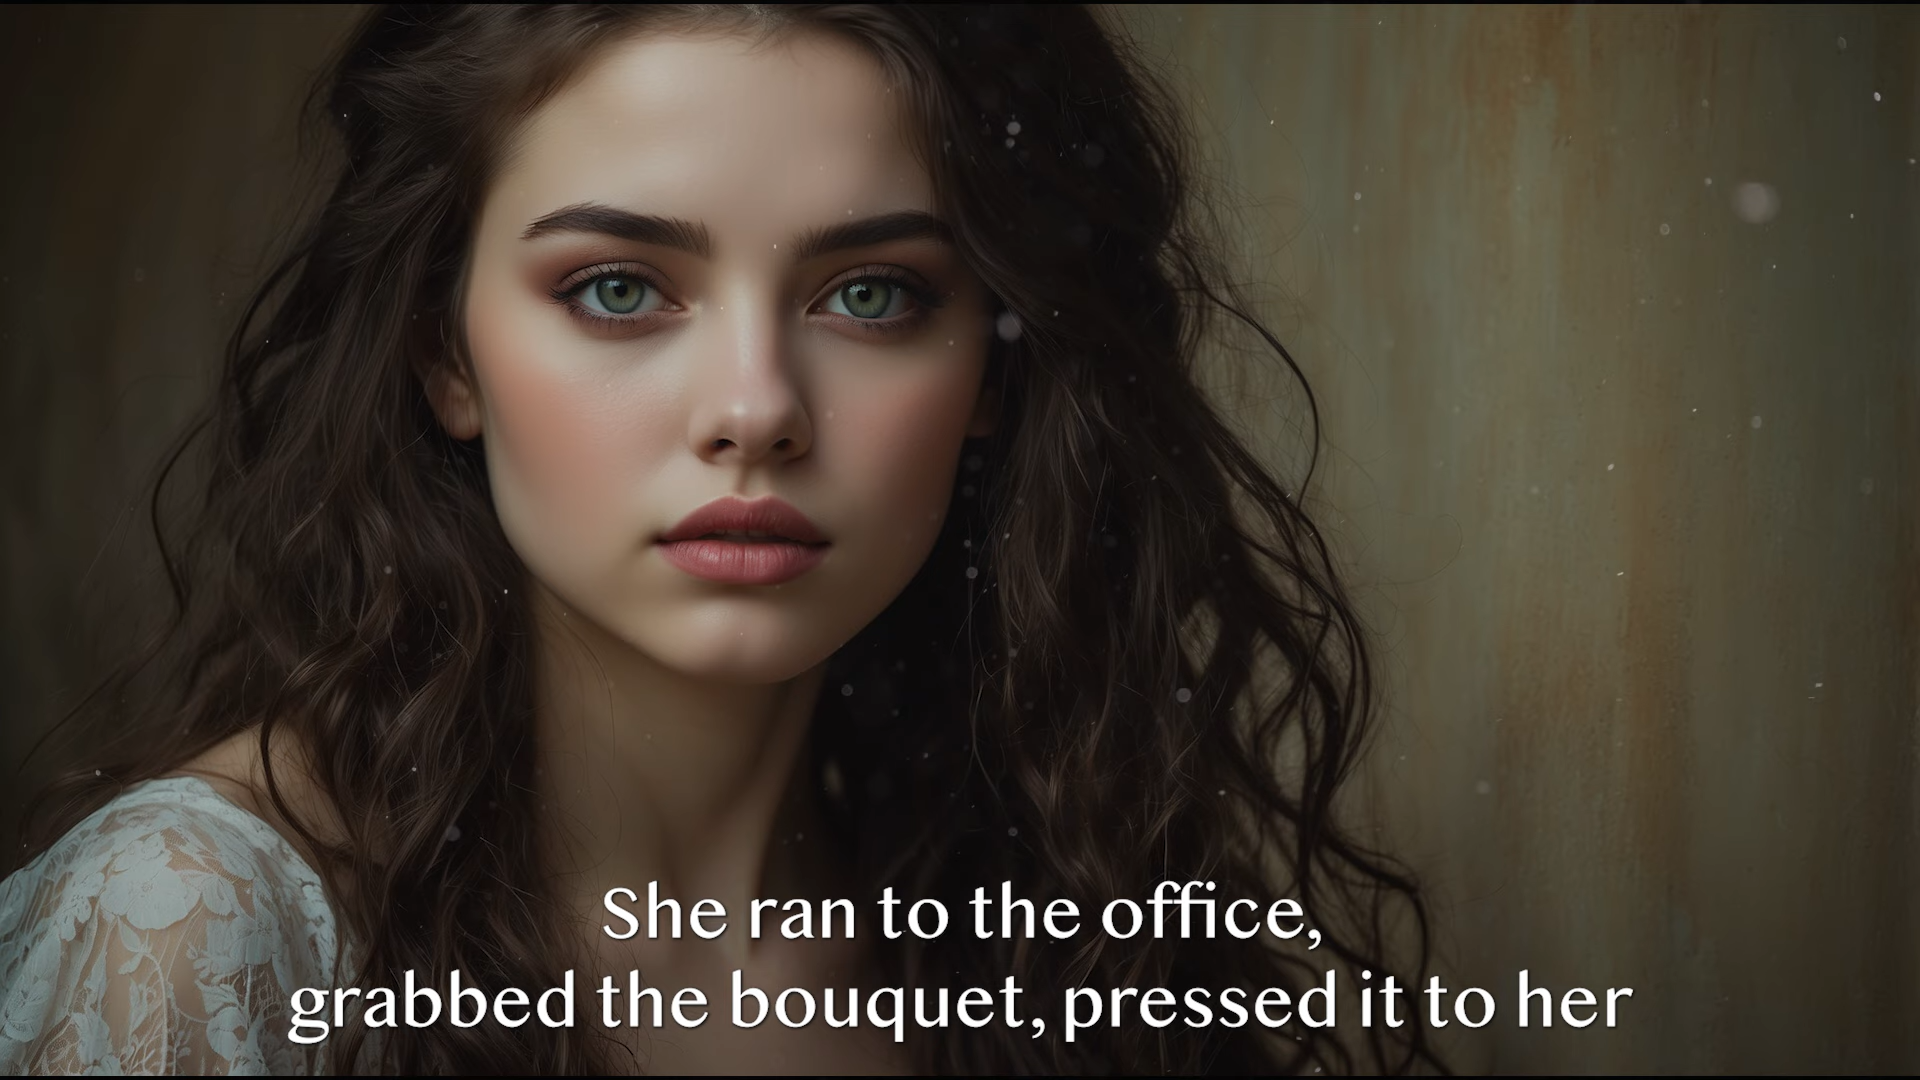 She ran to the office,
grabbed the bouquet, pressed it to her